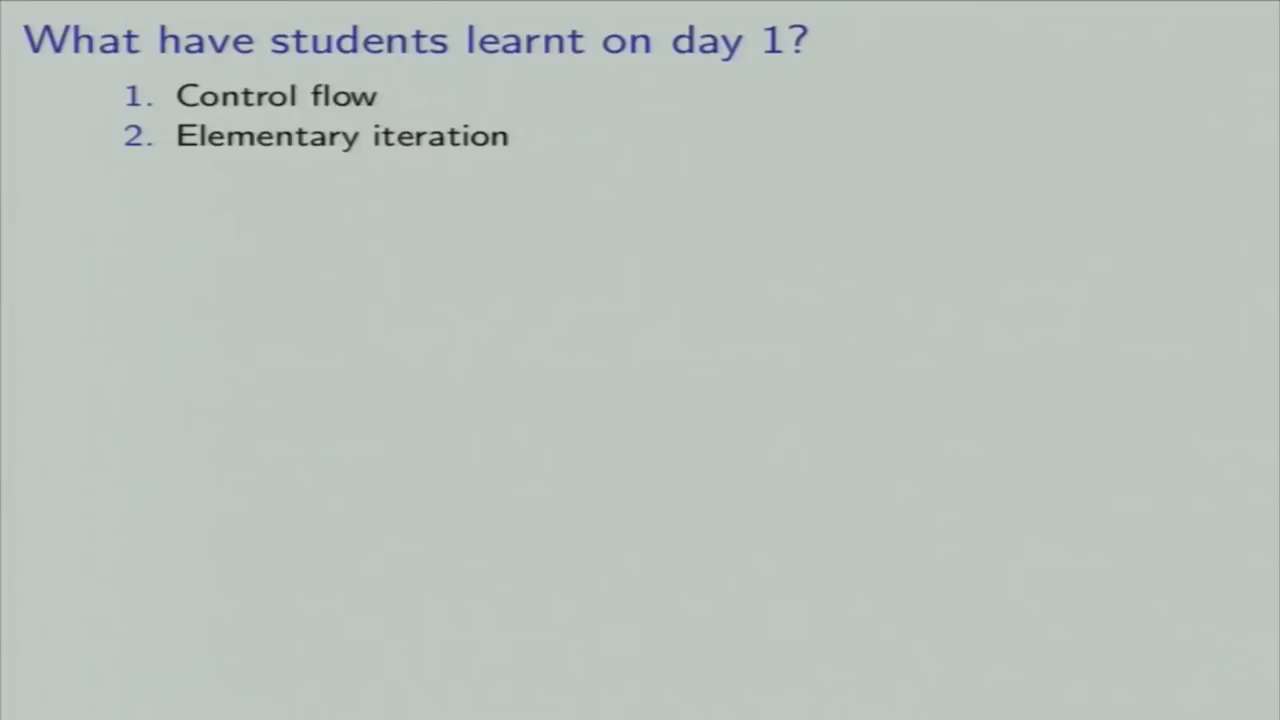 What have students learnt on day 1?
1. Control flow
2. Elementary iteration